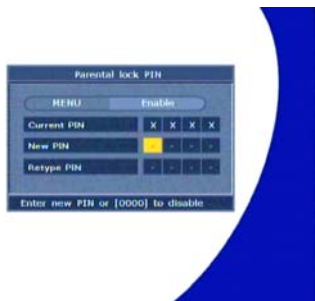 Parental lock PIN
MENU Enable
Current PIN X X X X
New PIN - - - -
Retype PIN - - - -
Enter new PIN or [0000] to disable